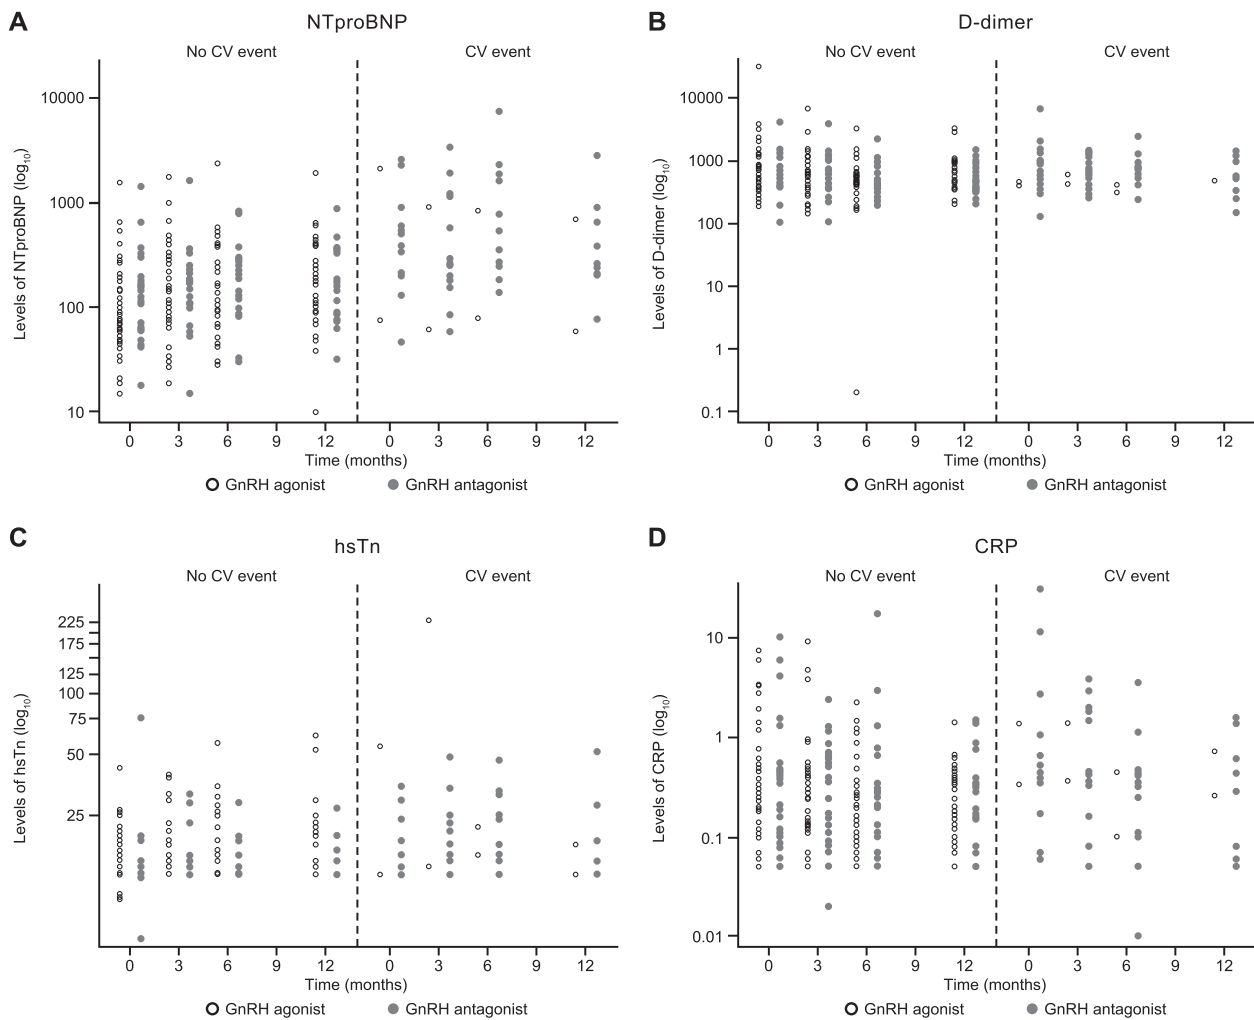 A
NTproBNP
No CV event
CV event
Levels of NTproBNP (log10)
10000
1000
100
10
0 3 6 9 12 0 3 6 9 12
Time (months)
GnRH agonist GnRH antagonist
B
D-dimer
No CV event
CV event
Levels of D-dimer (log10)
10000
1000
100
10
1
0.1
0 3 6 9 12 0 3 6 9 12
Time (months)
GnRH agonist GnRH antagonist
C
hsTn
No CV event
CV event
Levels of hsTn (log10)
225
175
125
100
75
50
25
0 3 6 9 12 0 3 6 9 12
Time (months)
GnRH agonist GnRH antagonist
D
CRP
No CV event
CV event
Levels of CRP (log10)
10
1
0.1
0.01
0 3 6 9 12 0 3 6 9 12
Time (months)
GnRH agonist GnRH antagonist